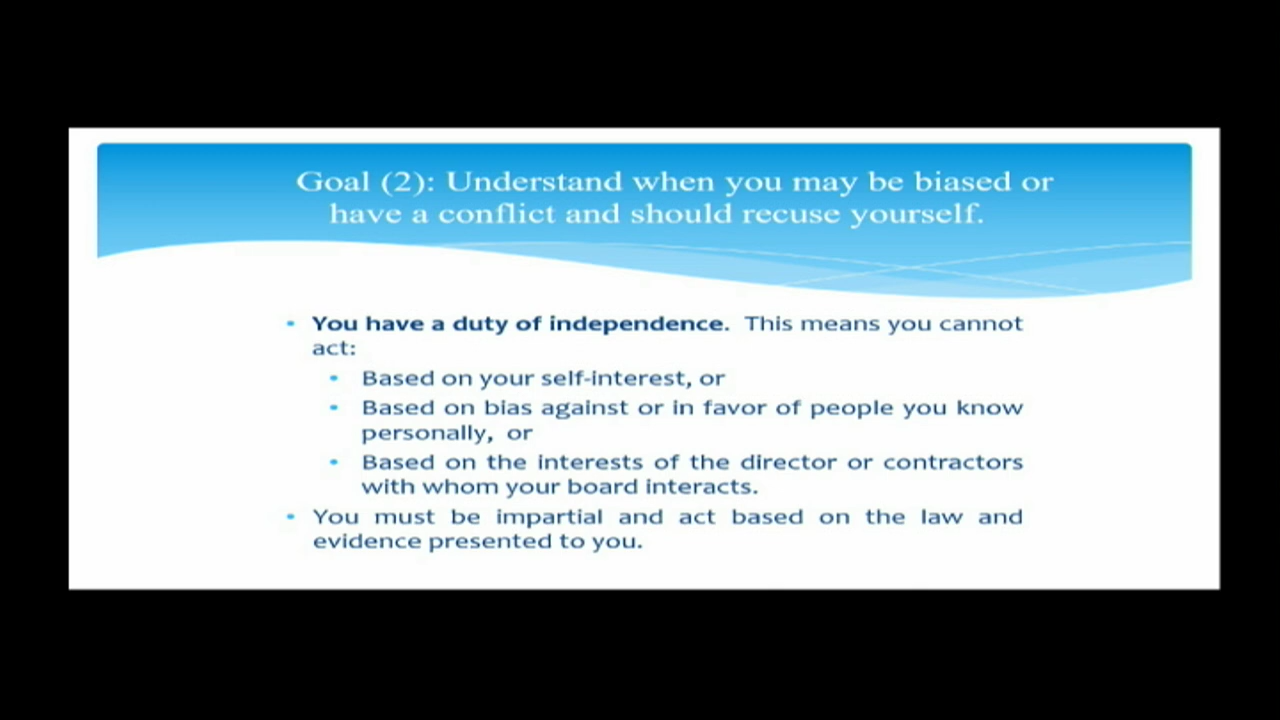 Goal (2): Understand when you may be biased or
have a conflict and should recuse yourself.
• You have a duty of independence. This means you cannot
act:
• Based on your self-interest, or
• Based on bias against or in favor of people you know
personally, or
• Based on the interests of the director or contractors
with whom your board interacts.
• You must be impartial and act based on the law and
evidence presented to you.